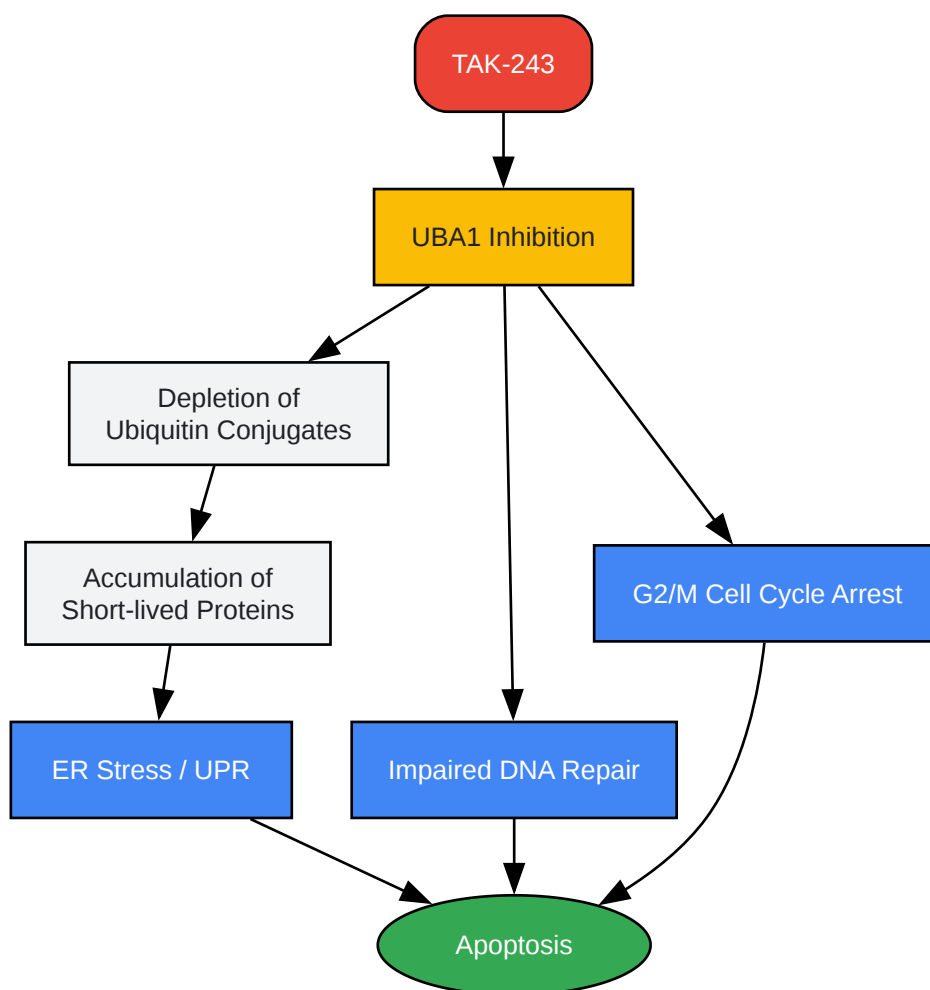 TAK-243
UBA1 Inhibition
Depletion of
Ubiquitin Conjugates
Accumulation of
Short-lived Proteins
G2/M Cell Cycle Arrest
ER Stress / UPR
Impaired DNA Repair
Apoptosis